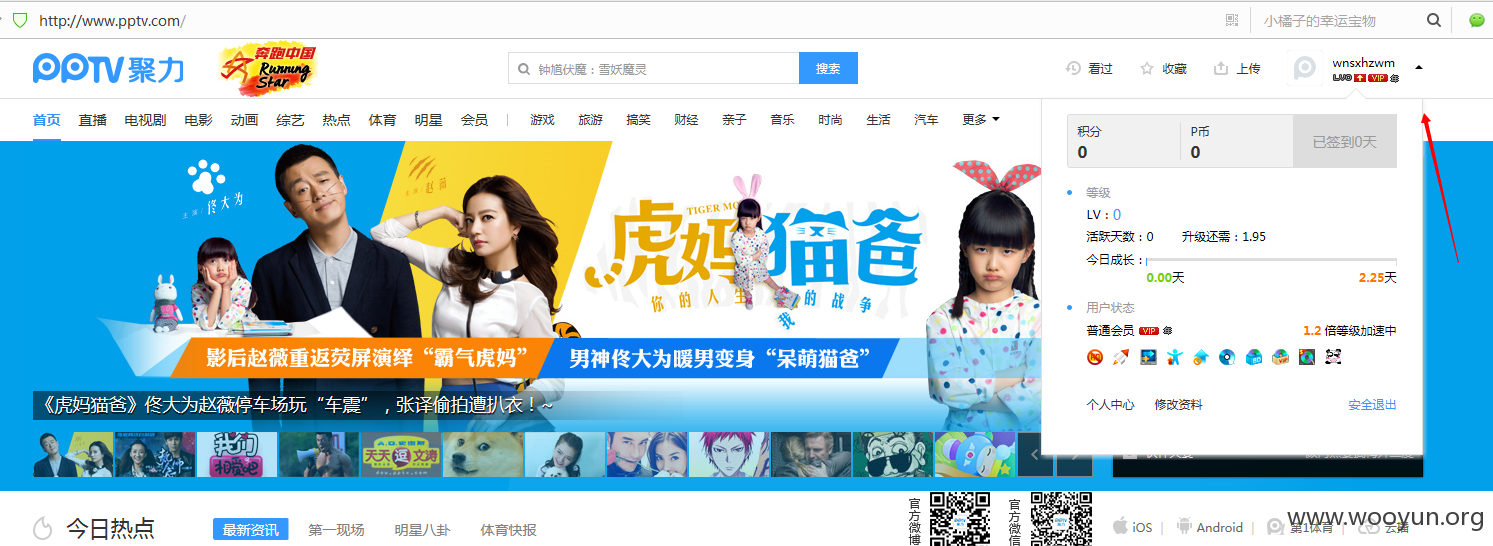 http://www.pptv.com/
小橘子的幸运宝物
PPTV聚力
奔跑中国
Running
Star
钟馗伏魔：雪妖魔灵
搜索
看过
收藏
上传
wnsxhzwm
LV0 VIP
首页 直播 电视剧 电影 动画 综艺 热点 体育 明星 会员 游戏 旅游 搞笑 财经 亲子 音乐 时尚 生活 汽车 更多
积分
0
P币
0
已签到0天
等级
LV：0
活跃天数：0 升级还需：1.95
今日成长：
0.00天 2.25天
用户状态
普通会员 VIP 1.2 倍等级加速中
个人中心 修改资料 安全退出
主演/佟大为
主演/赵薇
TIGER MO
虎妈猫爸
你的人生我的战争
影后赵薇重返荧屏演绎“霸气虎妈”
男神佟大为暖男变身“呆萌猫爸”
《虎妈猫爸》佟大为赵薇停车场玩“车震”，张译偷拍遭扒衣！~
我们
相爱吧
天天逗文涛
今日热点
最新资讯 第一现场 明星八卦 体育快报
官方微博
官方微信
iOS
Android
第1体育
云播
www.wooyun.org